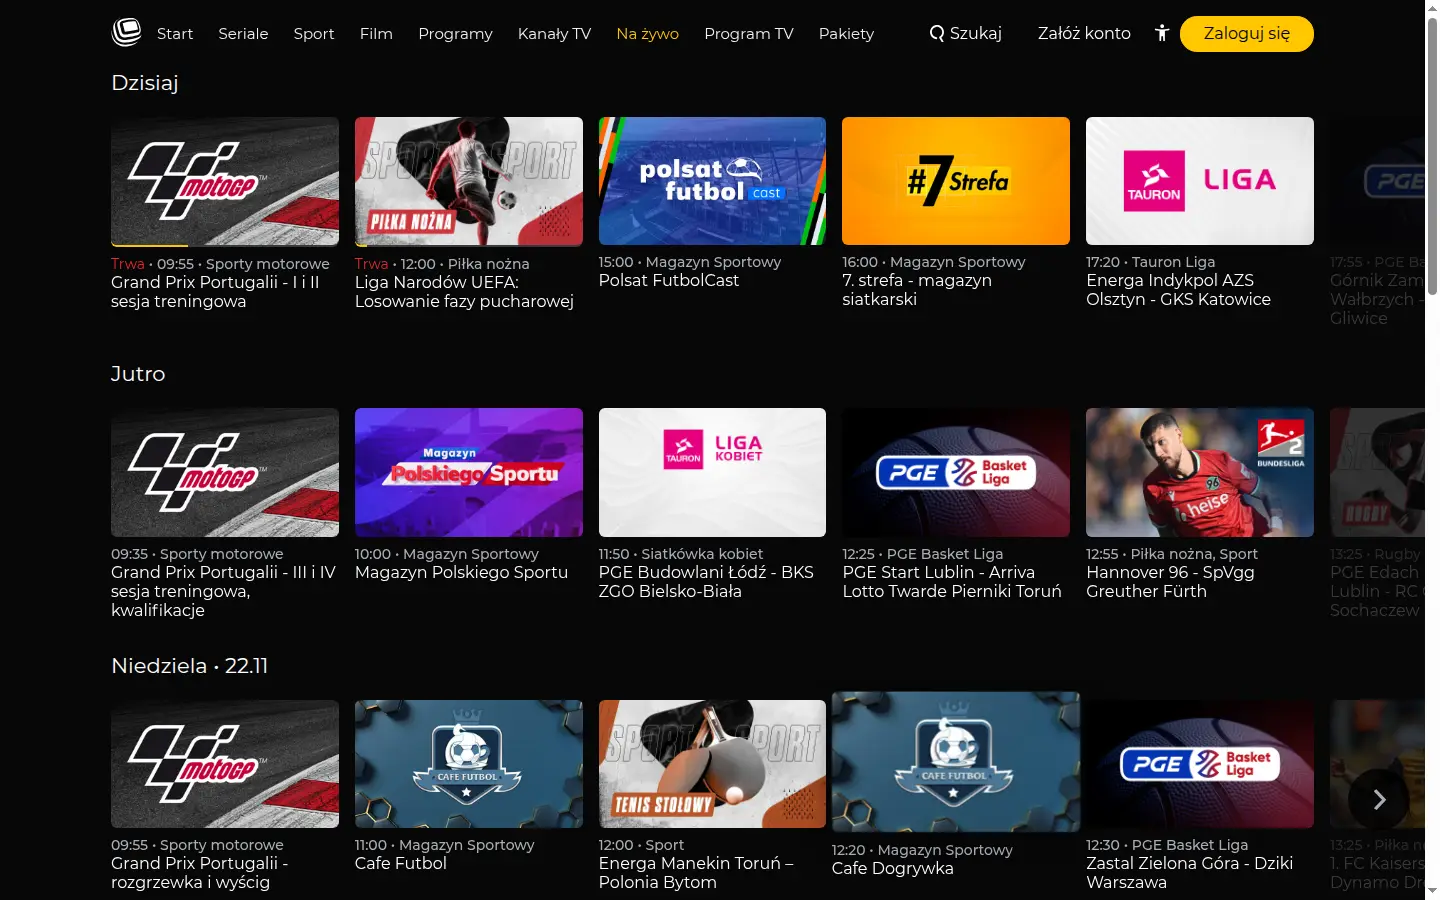 Start
Seriale
Sport
Film
Programy
Kanały TV
Na żywo
Program TV
Pakiety
Szukaj
Załóż konto
Zaloguj się
Dzisiaj
motoGP™
SPORT SPORT
PIŁKA NOŻNA
polsat
futbol cast
#7 Strefa
TAURON
LIGA
PGE
Trwa • 09:55 • Sporty motorowe
Grand Prix Portugalii - I i II
sesja treningowa
Trwa • 12:00 • Piłka nożna
Liga Narodów UEFA:
Losowanie fazy pucharowej
15:00 • Magazyn Sportowy
Polsat FutbolCast
16:00 • Magazyn Sportowy
7. strefa - magazyn
siatkarski
17:20 • Tauron Liga
Energa Indykpol AZS
Olsztyn - GKS Katowice
17:55 • PGE
Górnik
Wałbrzych -
Gliwice
Jutro
motoGP™
Magazyn
Polskiego Sportu
TAURON
LIGA
KOBIET
PGE Basket
Liga
96
heise
2
BUNDESLIGA
RUGBY
09:35 • Sporty motorowe
Grand Prix Portugalii - III i IV
sesja treningowa,
kwalifikacje
10:00 • Magazyn Sportowy
Magazyn Polskiego Sportu
11:50 • Siatkówka kobiet
PGE Budowlani Łódź - BKS
ZGO Bielsko-Biała
12:25 • PGE Basket Liga
PGE Start Lublin - Arriva
Lotto Twarde Pierniki Toruń
12:55 • Piłka nożna, Sport
Hannover 96 - SpVgg
Greuther Fürth
13:25 • Rugby
PGE Edach
Lublin - RC
Sochaczew
Niedziela • 22.11
motoGP™
CAFE FUTBOL
SPORT SPORT
TENIS STOŁOWY
CAFE FUTBOL
PGE Basket
Liga
09:55 • Sporty motorowe
Grand Prix Portugalii -
rozgrzewka i wyścig
11:00 • Magazyn Sportowy
Cafe Futbol
12:00 • Sport
Energa Manekin Toruń –
Polonia Bytom
12:20 • Magazyn Sportowy
Cafe Dogrywka
12:30 • PGE Basket Liga
Zastal Zielona Góra - Dziki
Warszawa
13:25 • Piłka
1. FC
Dynamo